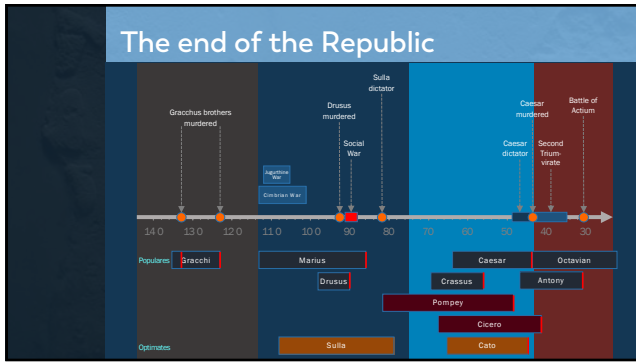 The end of the Republic
Sulla
dictator
Gracchus brothers
murdered
Drusus
murdered
Caesar
murdered
Battle of
Actium
Social
War
Caesar
dictator
Second
Trium-
virate
Jugurthine
War
Cimbrian War
140 130 120 110 100 90 80 70 60 50 40 30
Populares Gracchi Marius Caesar Octavian
Drusus Crassus Antony
Pompey
Cicero
Optimates Sulla Cato